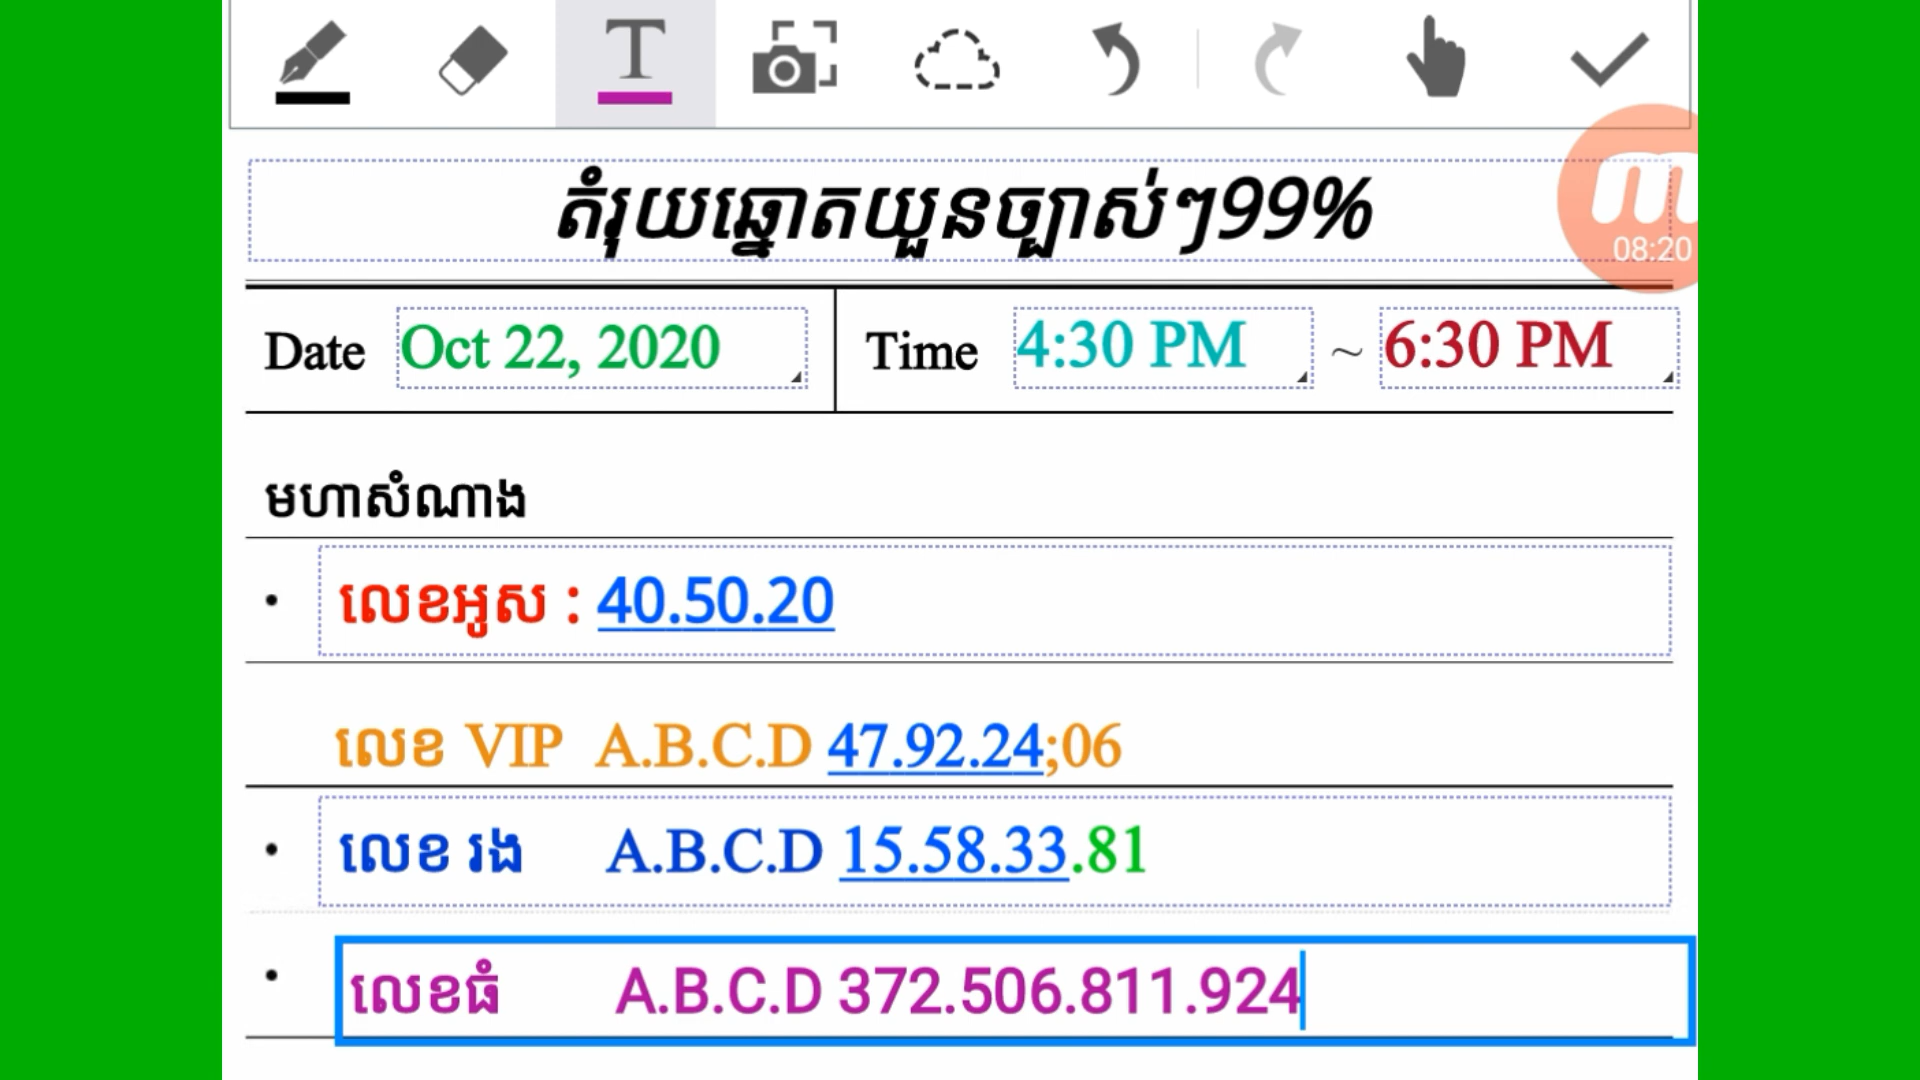 T
តំរុយឆ្នោតយួនច្បាស់ៗ99%
m
08:20
Date Oct 22, 2020 Time 4:30 PM ~ 6:30 PM
មហាសំណាង
• លេខអូស : 40.50.20
លេខ VIP A.B.C.D 47.92.24;06
• លេខ រង A.B.C.D 15.58.33.81
• លេខធំ A.B.C.D 372.506.811.924